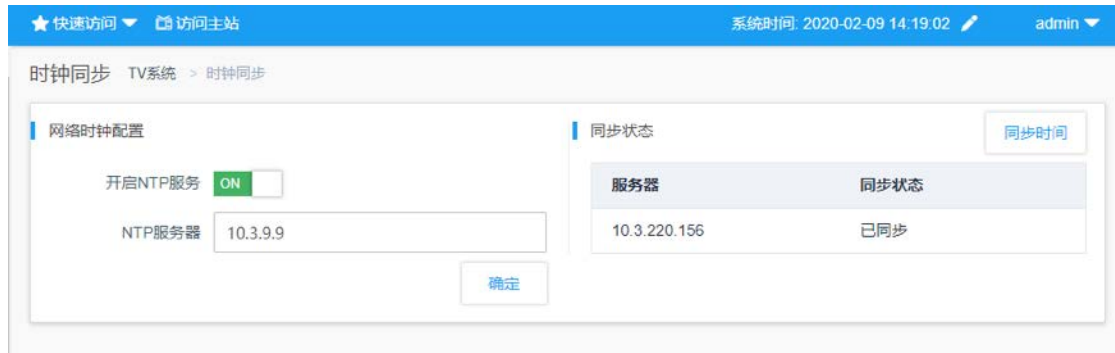 快速访问 访问主站 系统时间: 2020-02-09 14:19:02 admin
时钟同步 TV系统 > 时钟同步
网络时钟配置
开启NTP服务 ON
NTP服务器 10.3.9.9
确定
同步状态 同步时间
服务器 同步状态
10.3.220.156 已同步